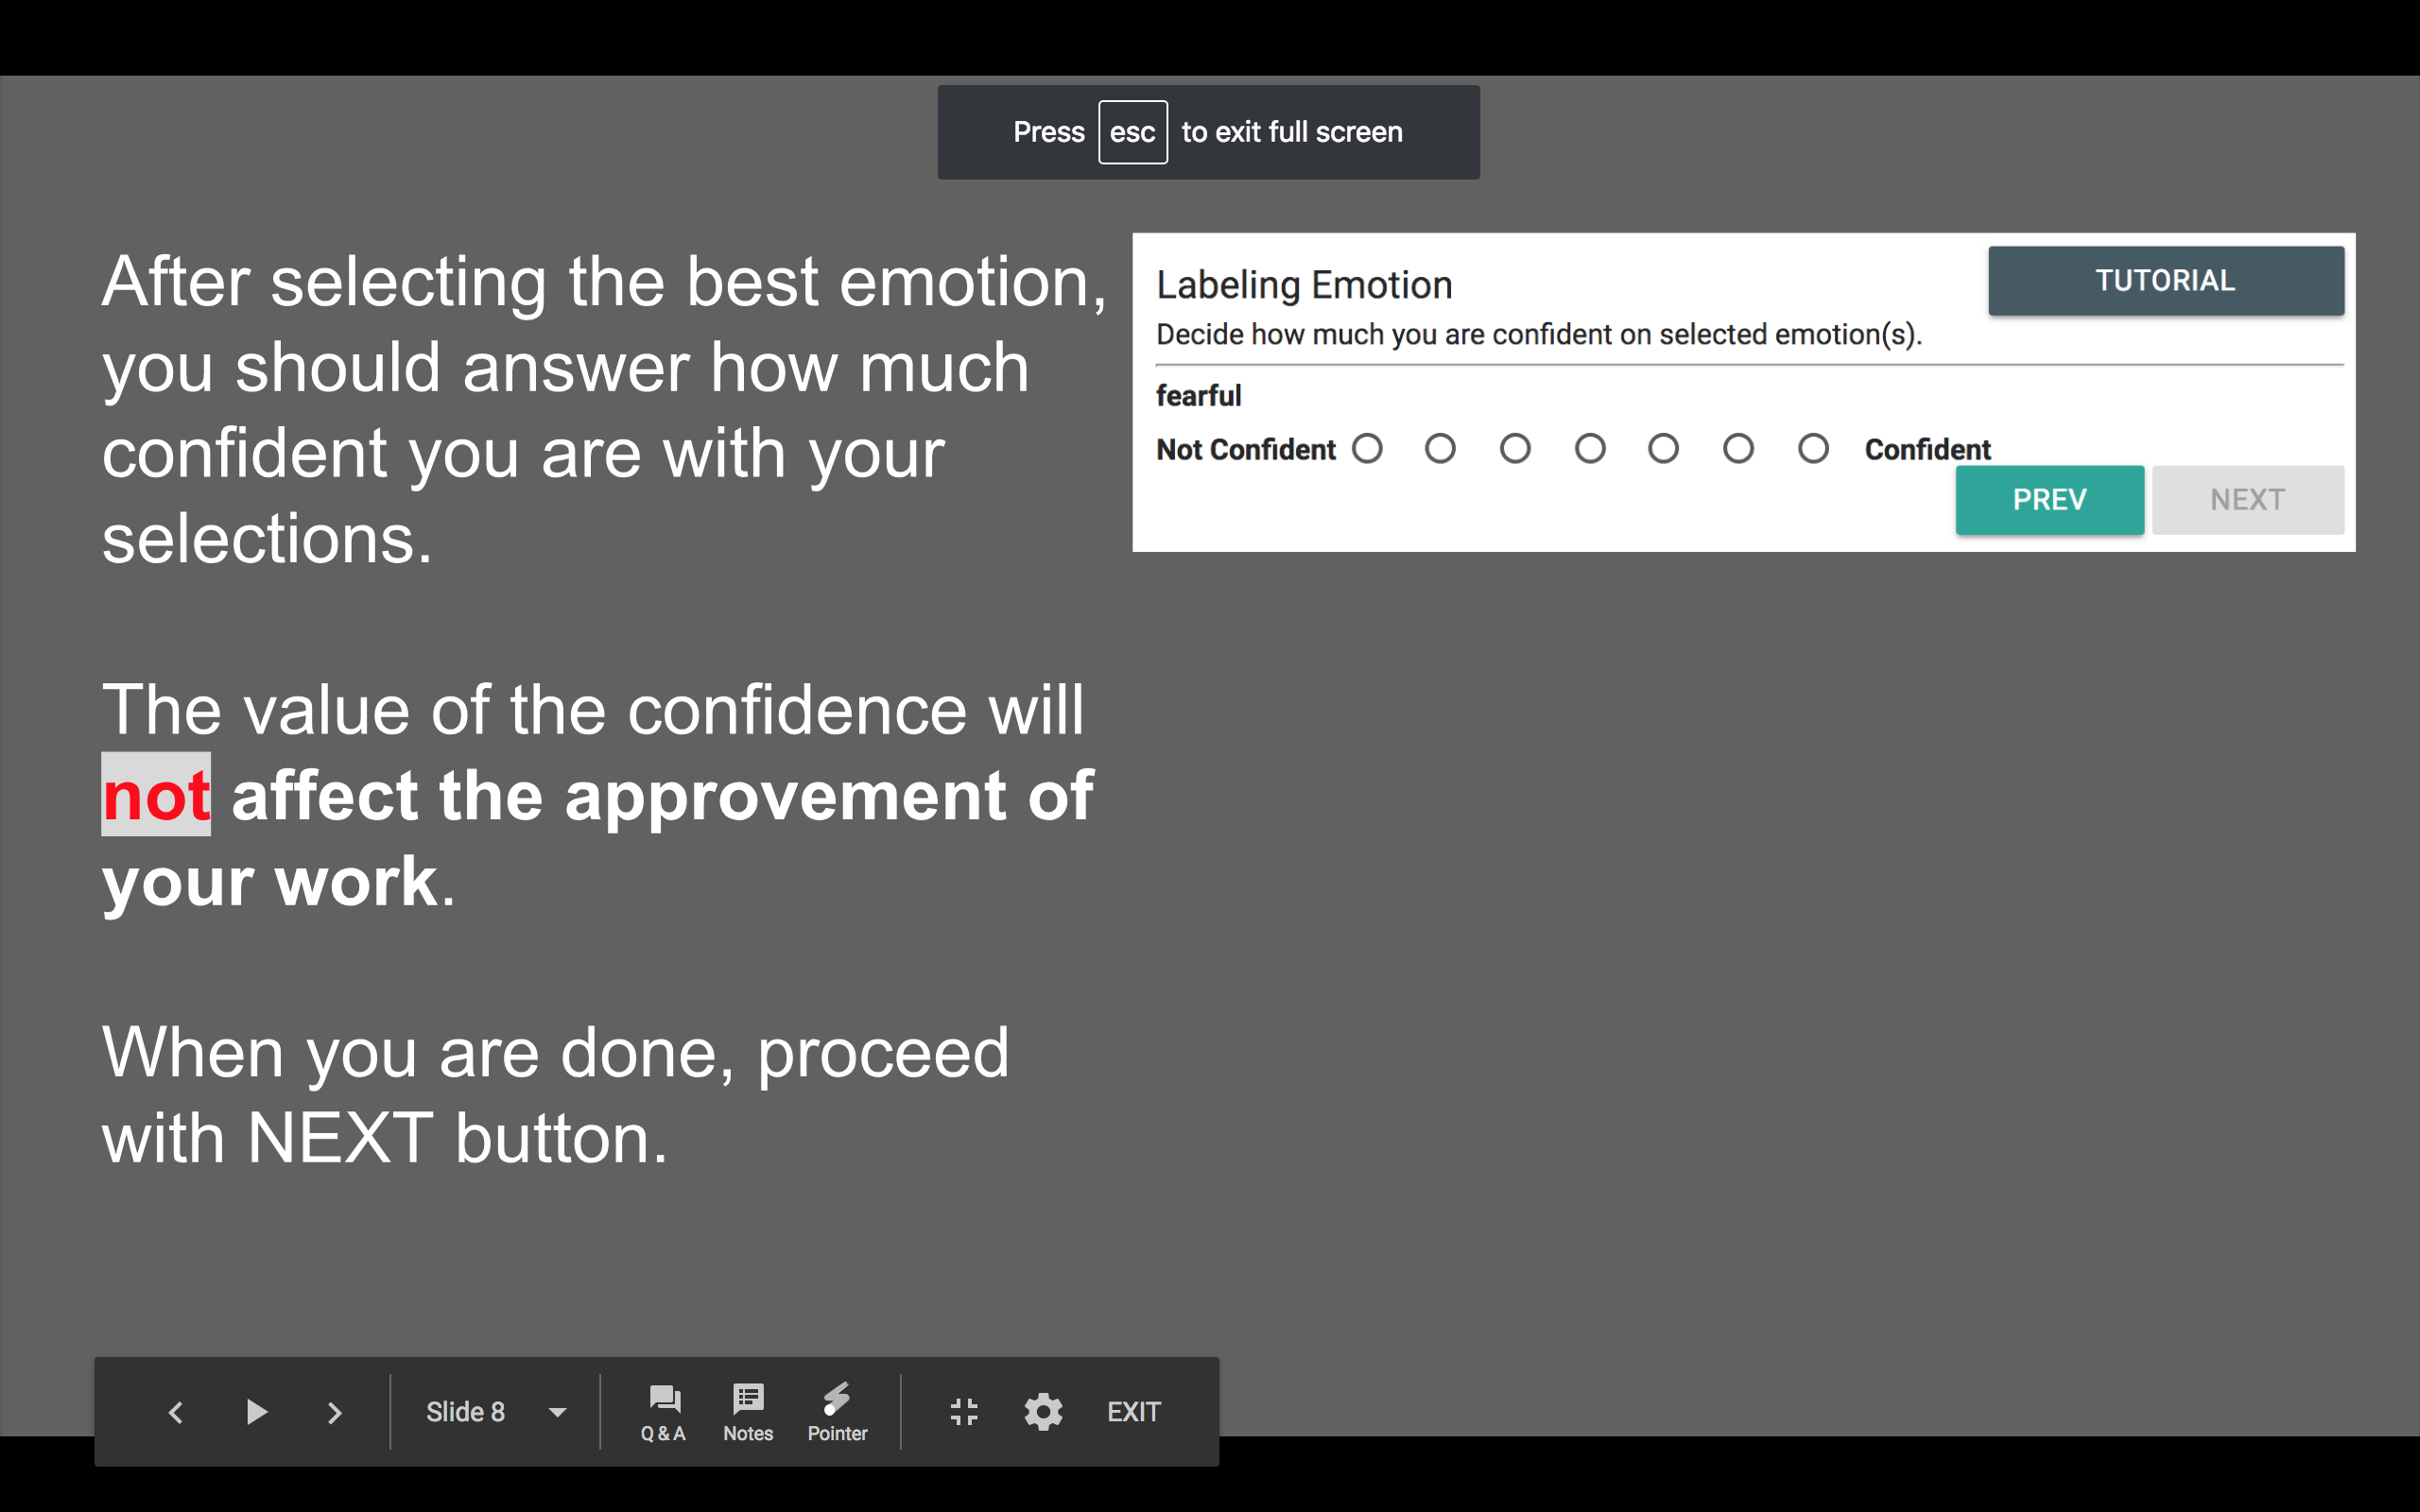 Press esc to exit full screen
After selecting the best emotion,
you should answer how much
confident you are with your
selections.
The value of the confidence will
not affect the approvement of
your work.
When you are done, proceed
with NEXT button.
Labeling Emotion
TUTORIAL
Decide how much you are confident on selected emotion(s).
fearful
Not Confident Confident
PREV NEXT
Slide 8 Q & A Notes Pointer EXIT